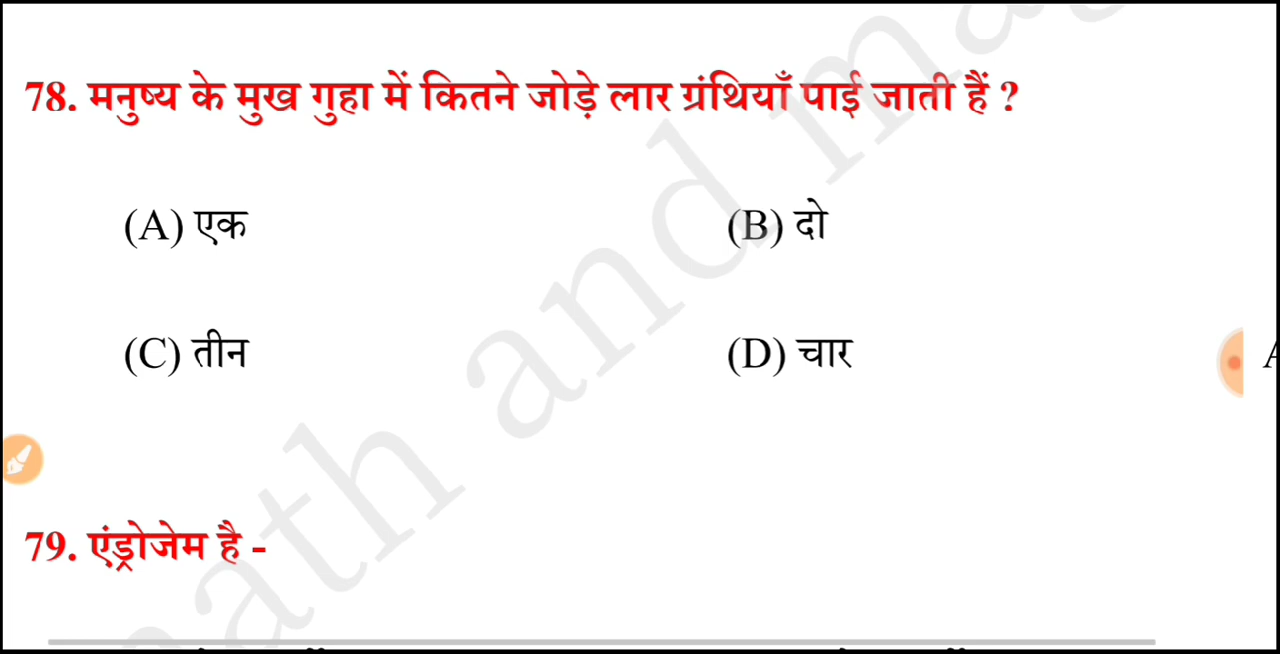 78. मनुष्य के मुख गुहा में कितने जोड़े लार ग्रंथियाँ पाई जाती हैं ?
(A) एक (B) दो
(C) तीन (D) चार
79. एंड्रोजेम है -